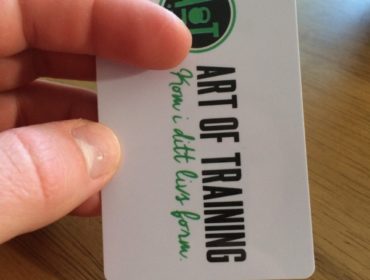 ART OF TRAINING
Kom i ditt livs form.